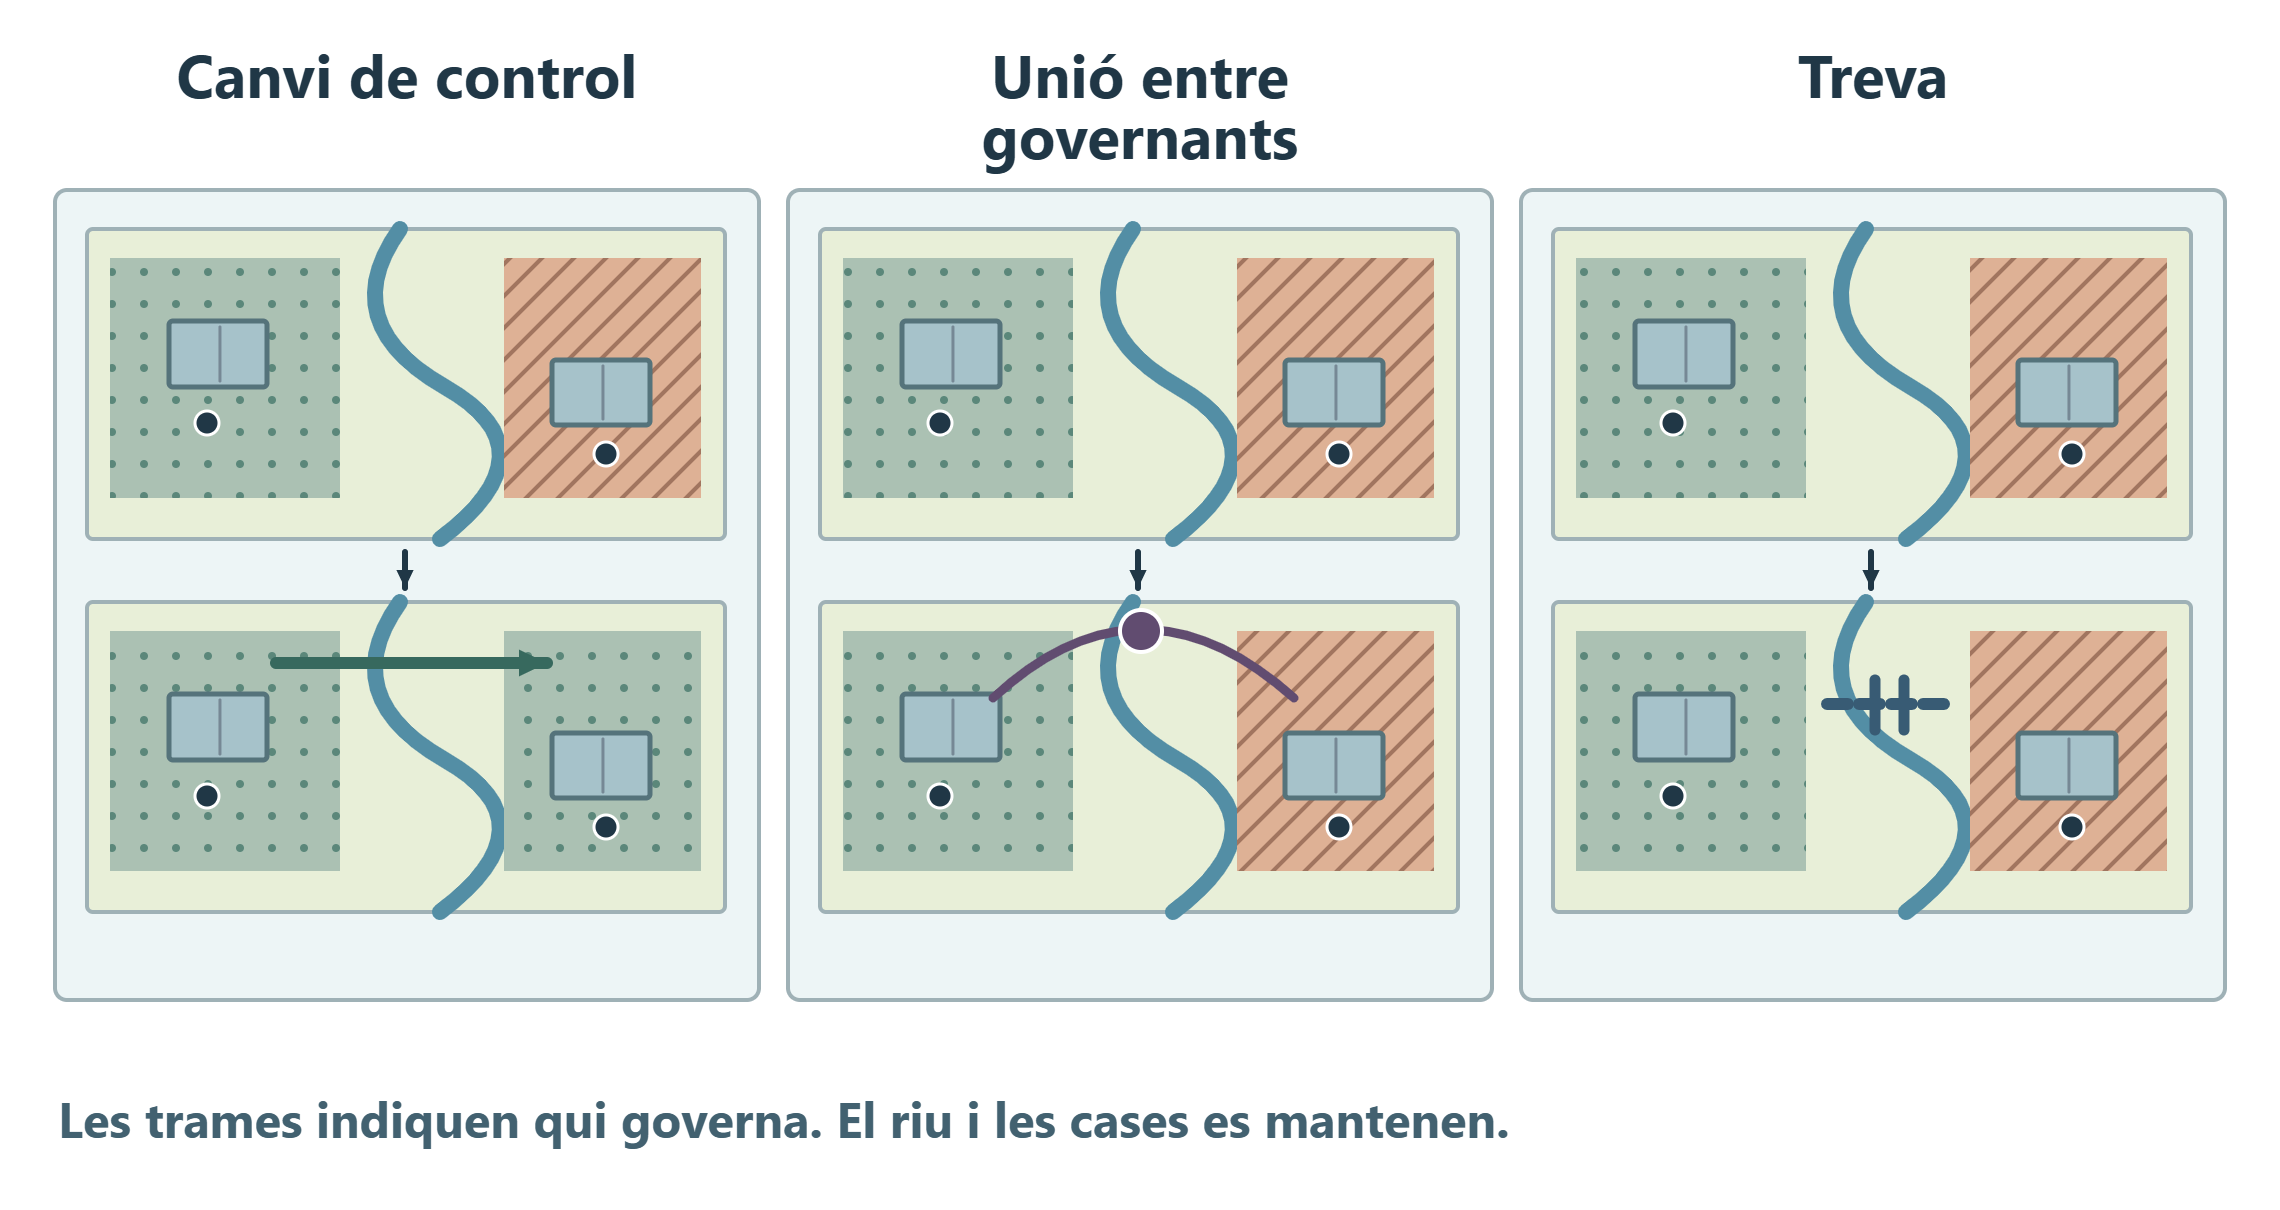 Canvi de control
Unió entre
governants
Treva
Les trames indiquen qui governa. El riu i les cases es mantenen.